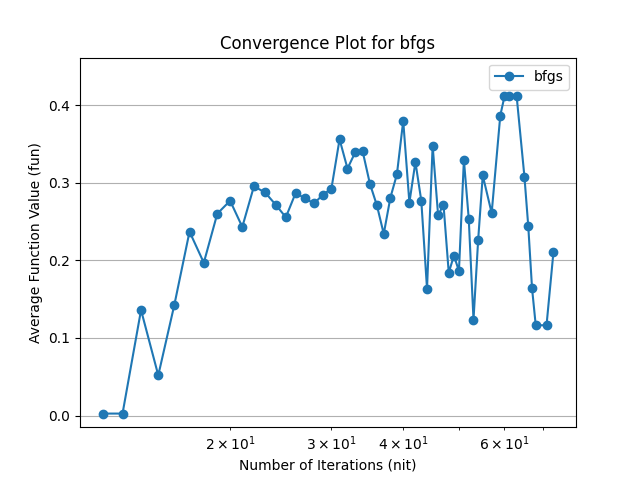 Convergence Plot for bfgs
bfgs
Average Function Value (fun)
0.4
0.3
0.2
0.1
0.0
2 × 10¹ 3 × 10¹ 4 × 10¹ 6 × 10¹
Number of Iterations (nit)